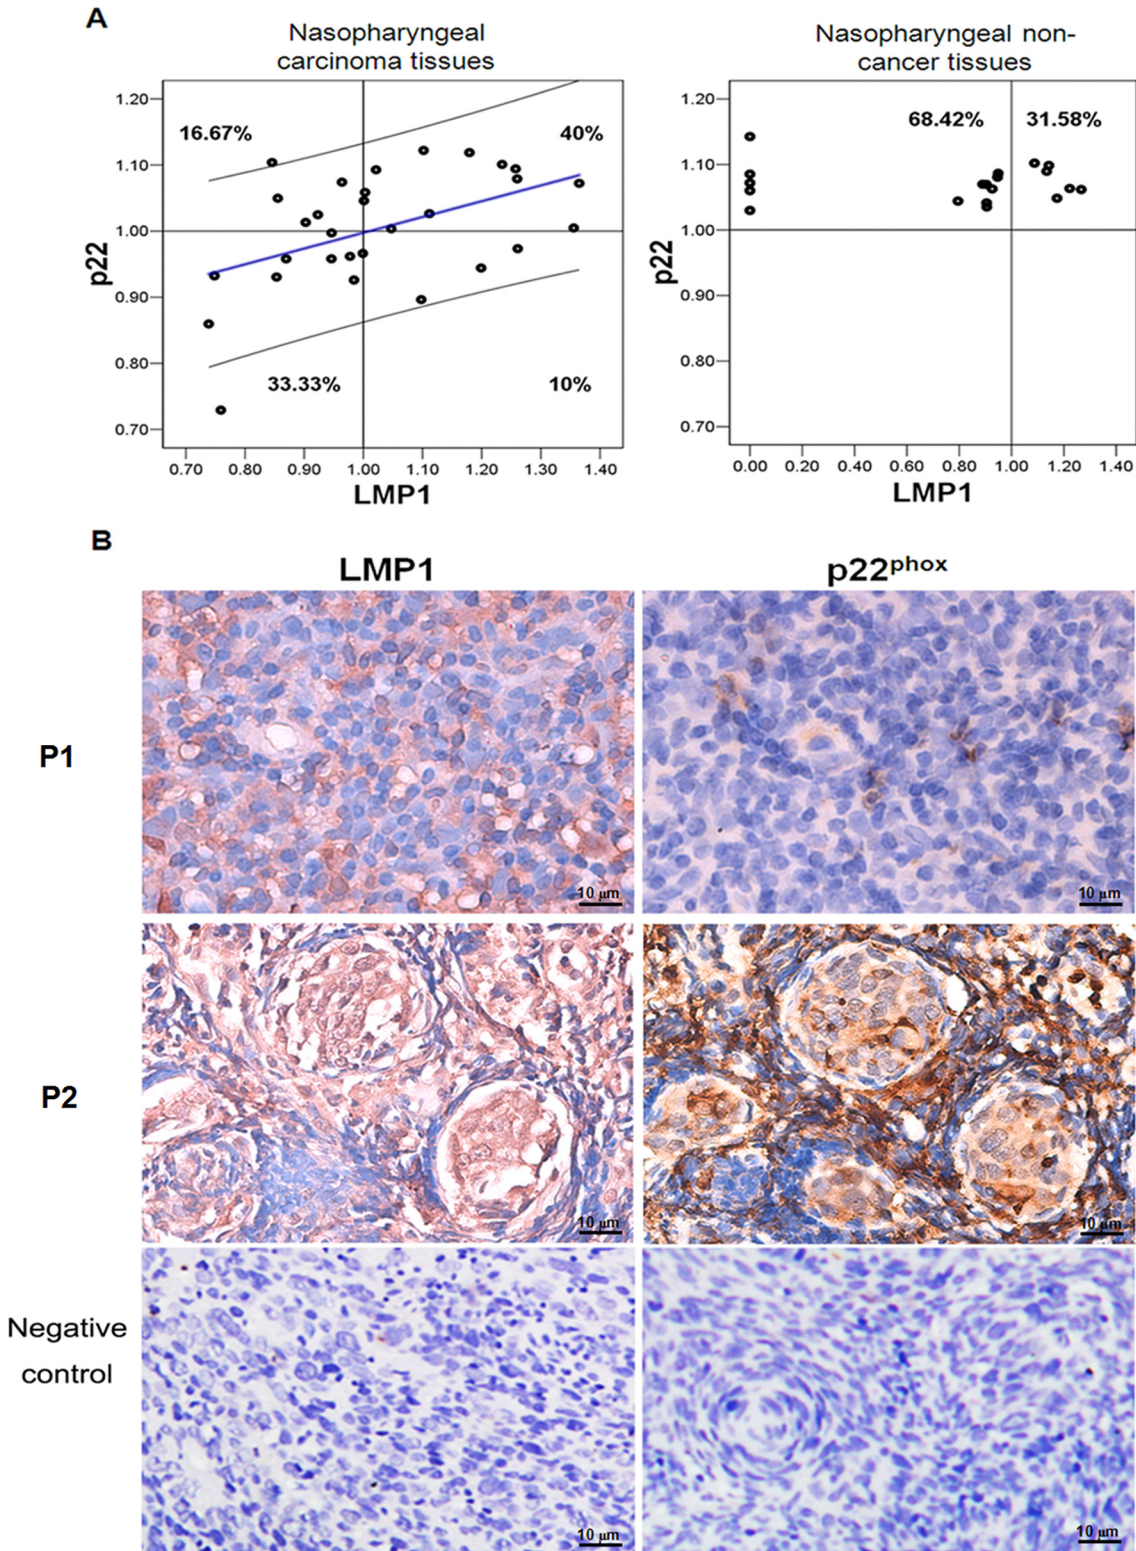 A
Nasopharyngeal
carcinoma tissues
p22
1.20
1.10
1.00
0.90
0.80
0.70
16.67%
40%
33.33%
10%
0.70 0.80 0.90 1.00 1.10 1.20 1.30 1.40
LMP1
Nasopharyngeal non-
cancer tissues
p22
1.20
1.10
1.00
0.90
0.80
0.70
68.42%
31.58%
0.00 0.20 0.40 0.60 0.80 1.00 1.20 1.40
LMP1
B
LMP1
p22phox
P1
10 μm
10 μm
P2
10 μm
10 μm
Negative
control
10 μm
10 μm